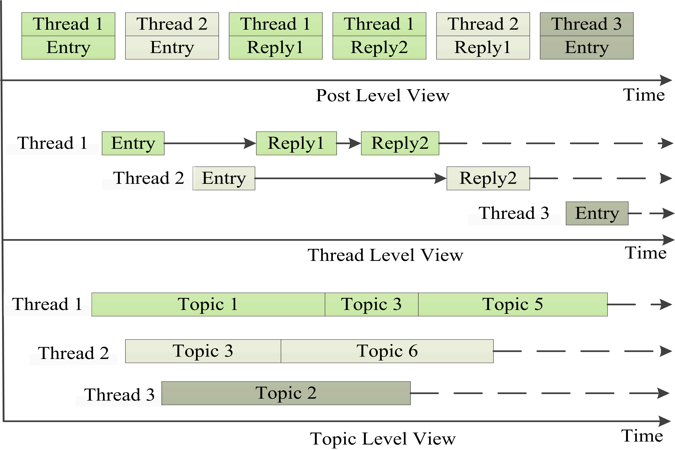 Thread 1 Thread 2 Thread 1 Thread 1 Thread 2 Thread 3
Entry Entry Reply1 Reply2 Reply1 Entry
Post Level View Time
Thread 1 Entry Reply1 Reply2
Thread 2 Entry Reply2
Thread 3 Entry
Thread Level View Time
Thread 1 Topic 1 Topic 3 Topic 5
Thread 2 Topic 3 Topic 6
Thread 3 Topic 2
Topic Level View Time